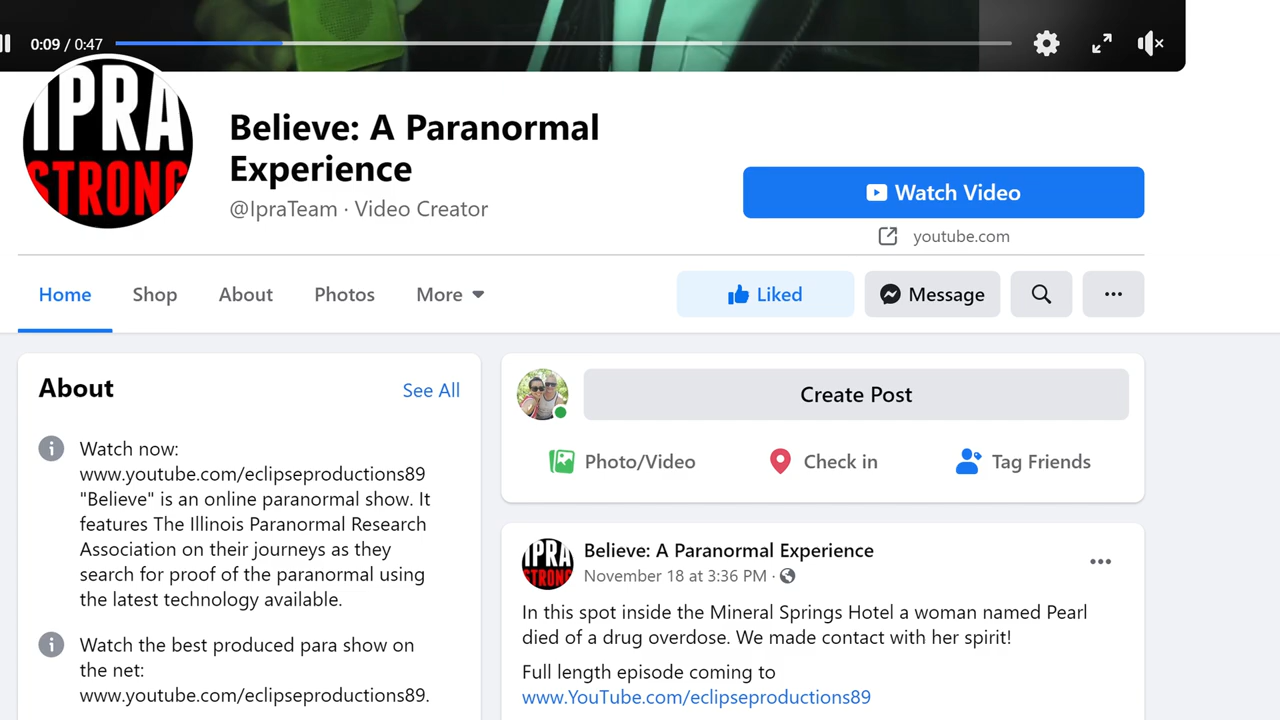 0:09 / 0:47
IPRA
STRONG
Believe: A Paranormal
Experience
@IpraTeam · Video Creator
Watch Video
youtube.com
Home
Shop
About
Photos
More
Liked
Message
About
See All
Watch now:
www.youtube.com/eclipseproductions89
"Believe" is an online paranormal show. It
features The Illinois Paranormal Research
Association on their journeys as they
search for proof of the paranormal using
the latest technology available.
Watch the best produced para show on
the net:
www.youtube.com/eclipseproductions89.
Create Post
Photo/Video
Check in
Tag Friends
IPRA
STRONG
Believe: A Paranormal Experience
November 18 at 3:36 PM ·
In this spot inside the Mineral Springs Hotel a woman named Pearl
died of a drug overdose. We made contact with her spirit!
Full length episode coming to
www.YouTube.com/eclipseproductions89